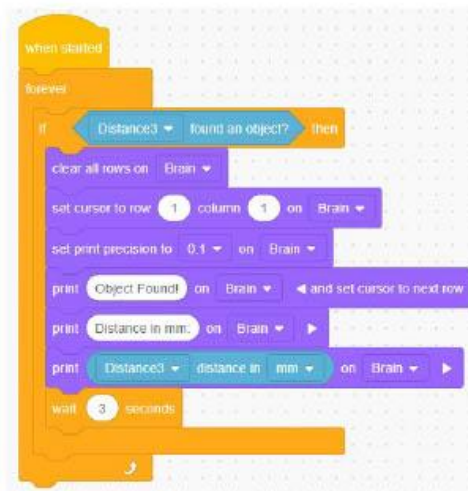 when started
forever
if Distance3 found an object? then
clear all rows on Brain
set cursor to row 1 column 1 on Brain
set print precision to 0.1 on Brain
print Object Found! on Brain and set cursor to next row
print Distance in mm: on Brain
print Distance3 distance in mm on Brain
wait 3 seconds